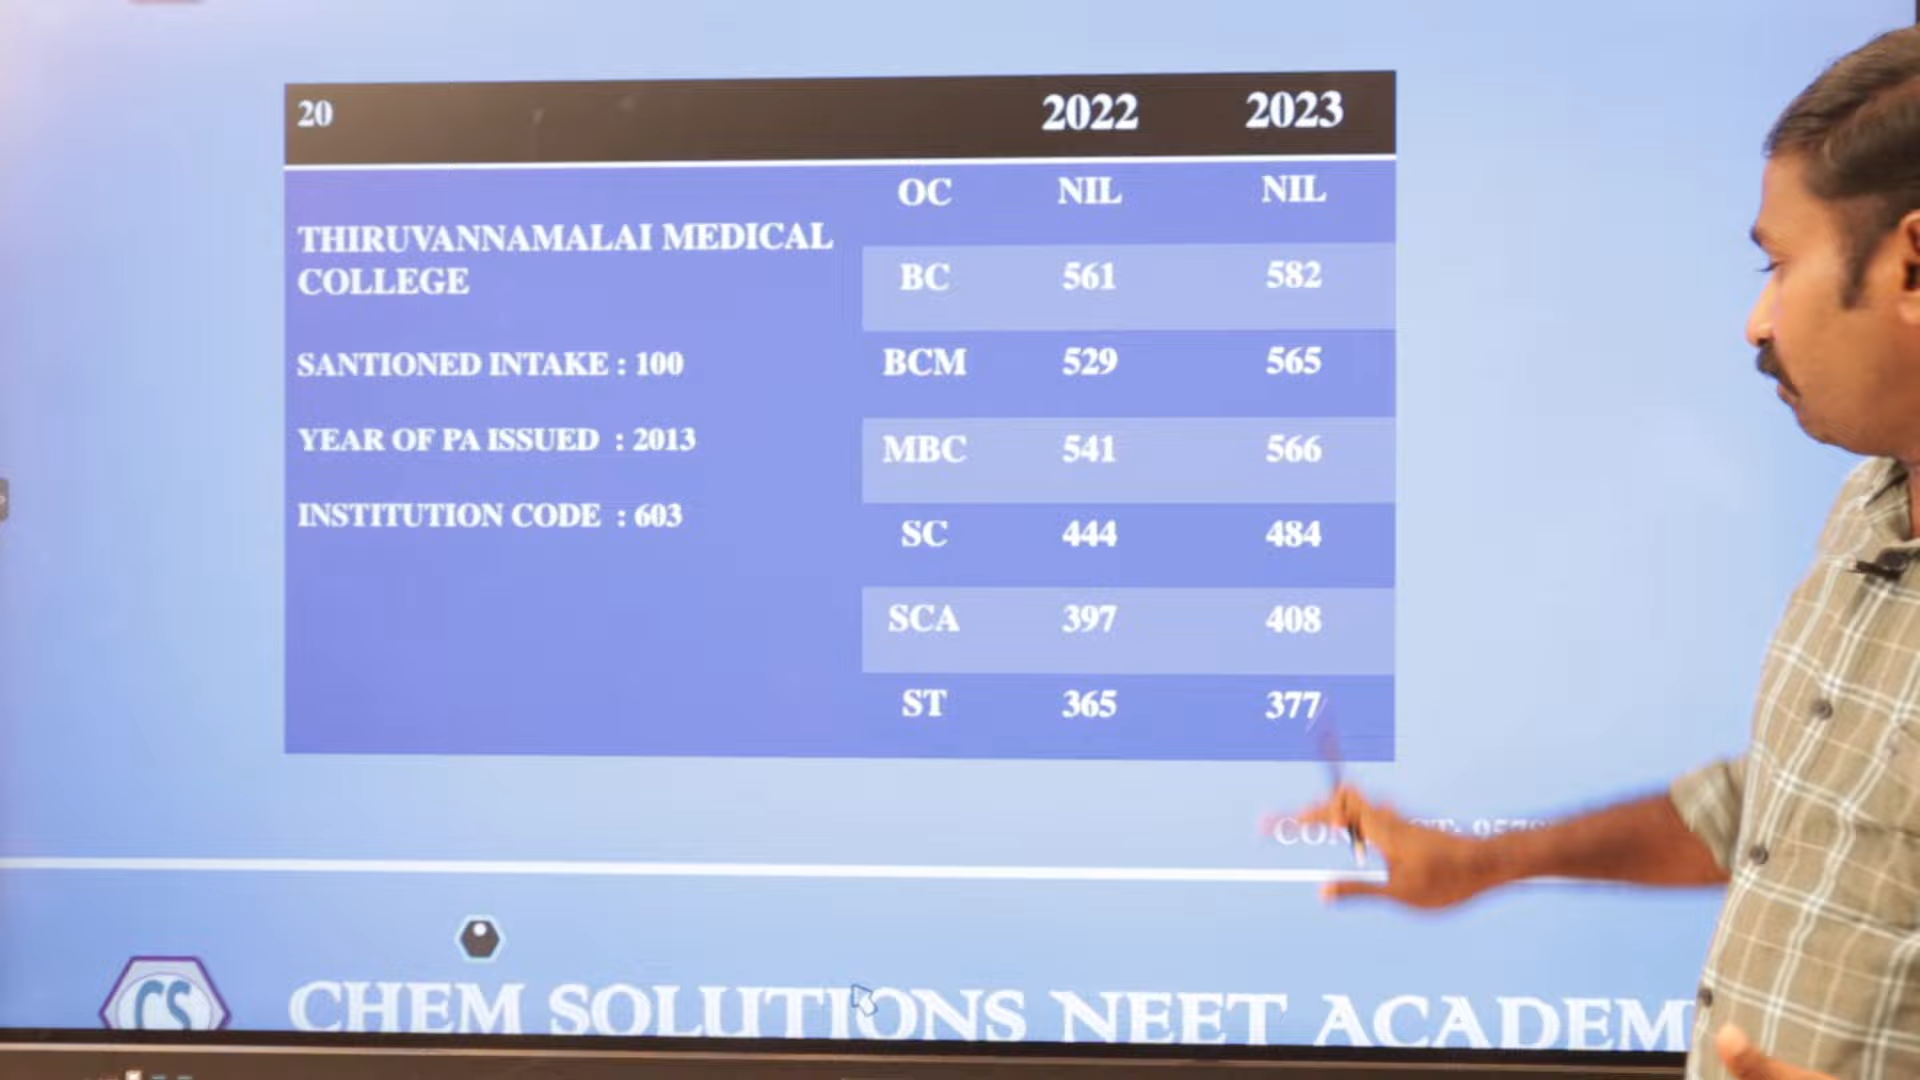 20 2022 2023
OC NIL NIL
THIRUVANNAMALAI MEDICAL
COLLEGE
BC 561 582
SANTIONED INTAKE : 100
BCM 529 565
YEAR OF PA ISSUED : 2013
MBC 541 566
INSTITUTION CODE : 603
SC 444 484
SCA 397 408
ST 365 377
CS
CHEM SOLUTIONS NEET ACADEM